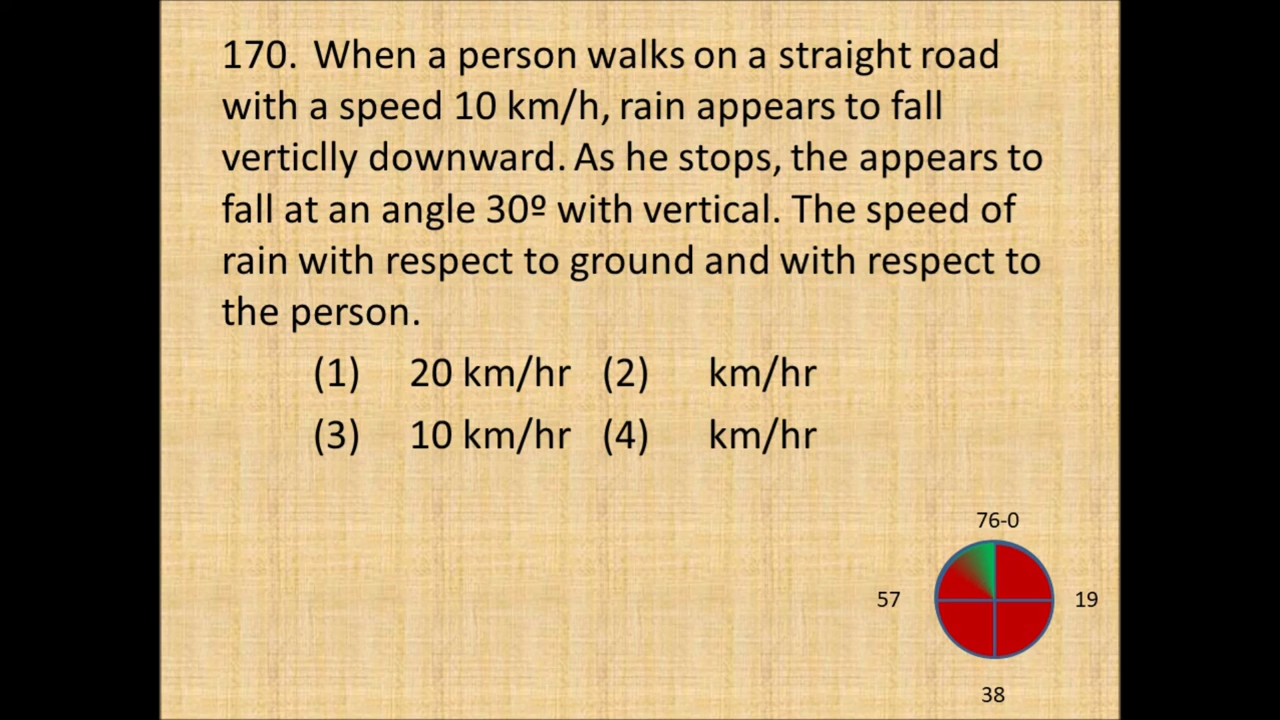 170. When a person walks on a straight road
with a speed 10 km/h, rain appears to fall
verticlly downward. As he stops, the appears to
fall at an angle 30º with vertical. The speed of
rain with respect to ground and with respect to
the person.
(1) 20 km/hr (2) km/hr
(3) 10 km/hr (4) km/hr
76-0
57 19
38